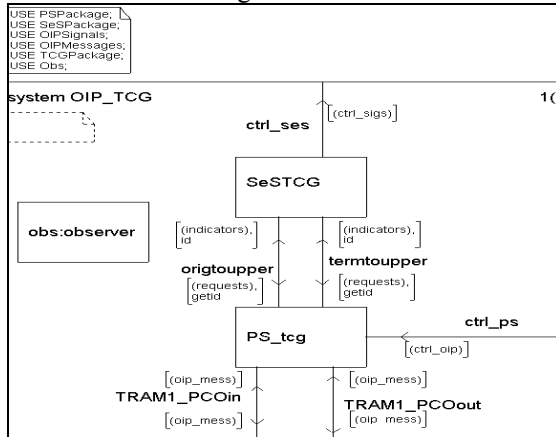 USE PSPackage;
USE SeSPackage;
USE OIPSignals;
USE OIPMessages;
USE TCGPackage;
USE Obs;
system OIP_TCG
1(
ctrl_ses
[(ctrl_sigs)]
SeSTCG
obs:observer
[(indicators),
id]
[(indicators),
id]
origtoupper
termtoupper
[(requests),
getid]
[(requests),
getid]
ctrl_ps
PS_tcg
[(ctrl_oip)]
[(oip_mess)]
[(oip_mess)]
TRAM1_PCOin
TRAM1_PCOout
[(oip_mess)]
[(oip_mess)]